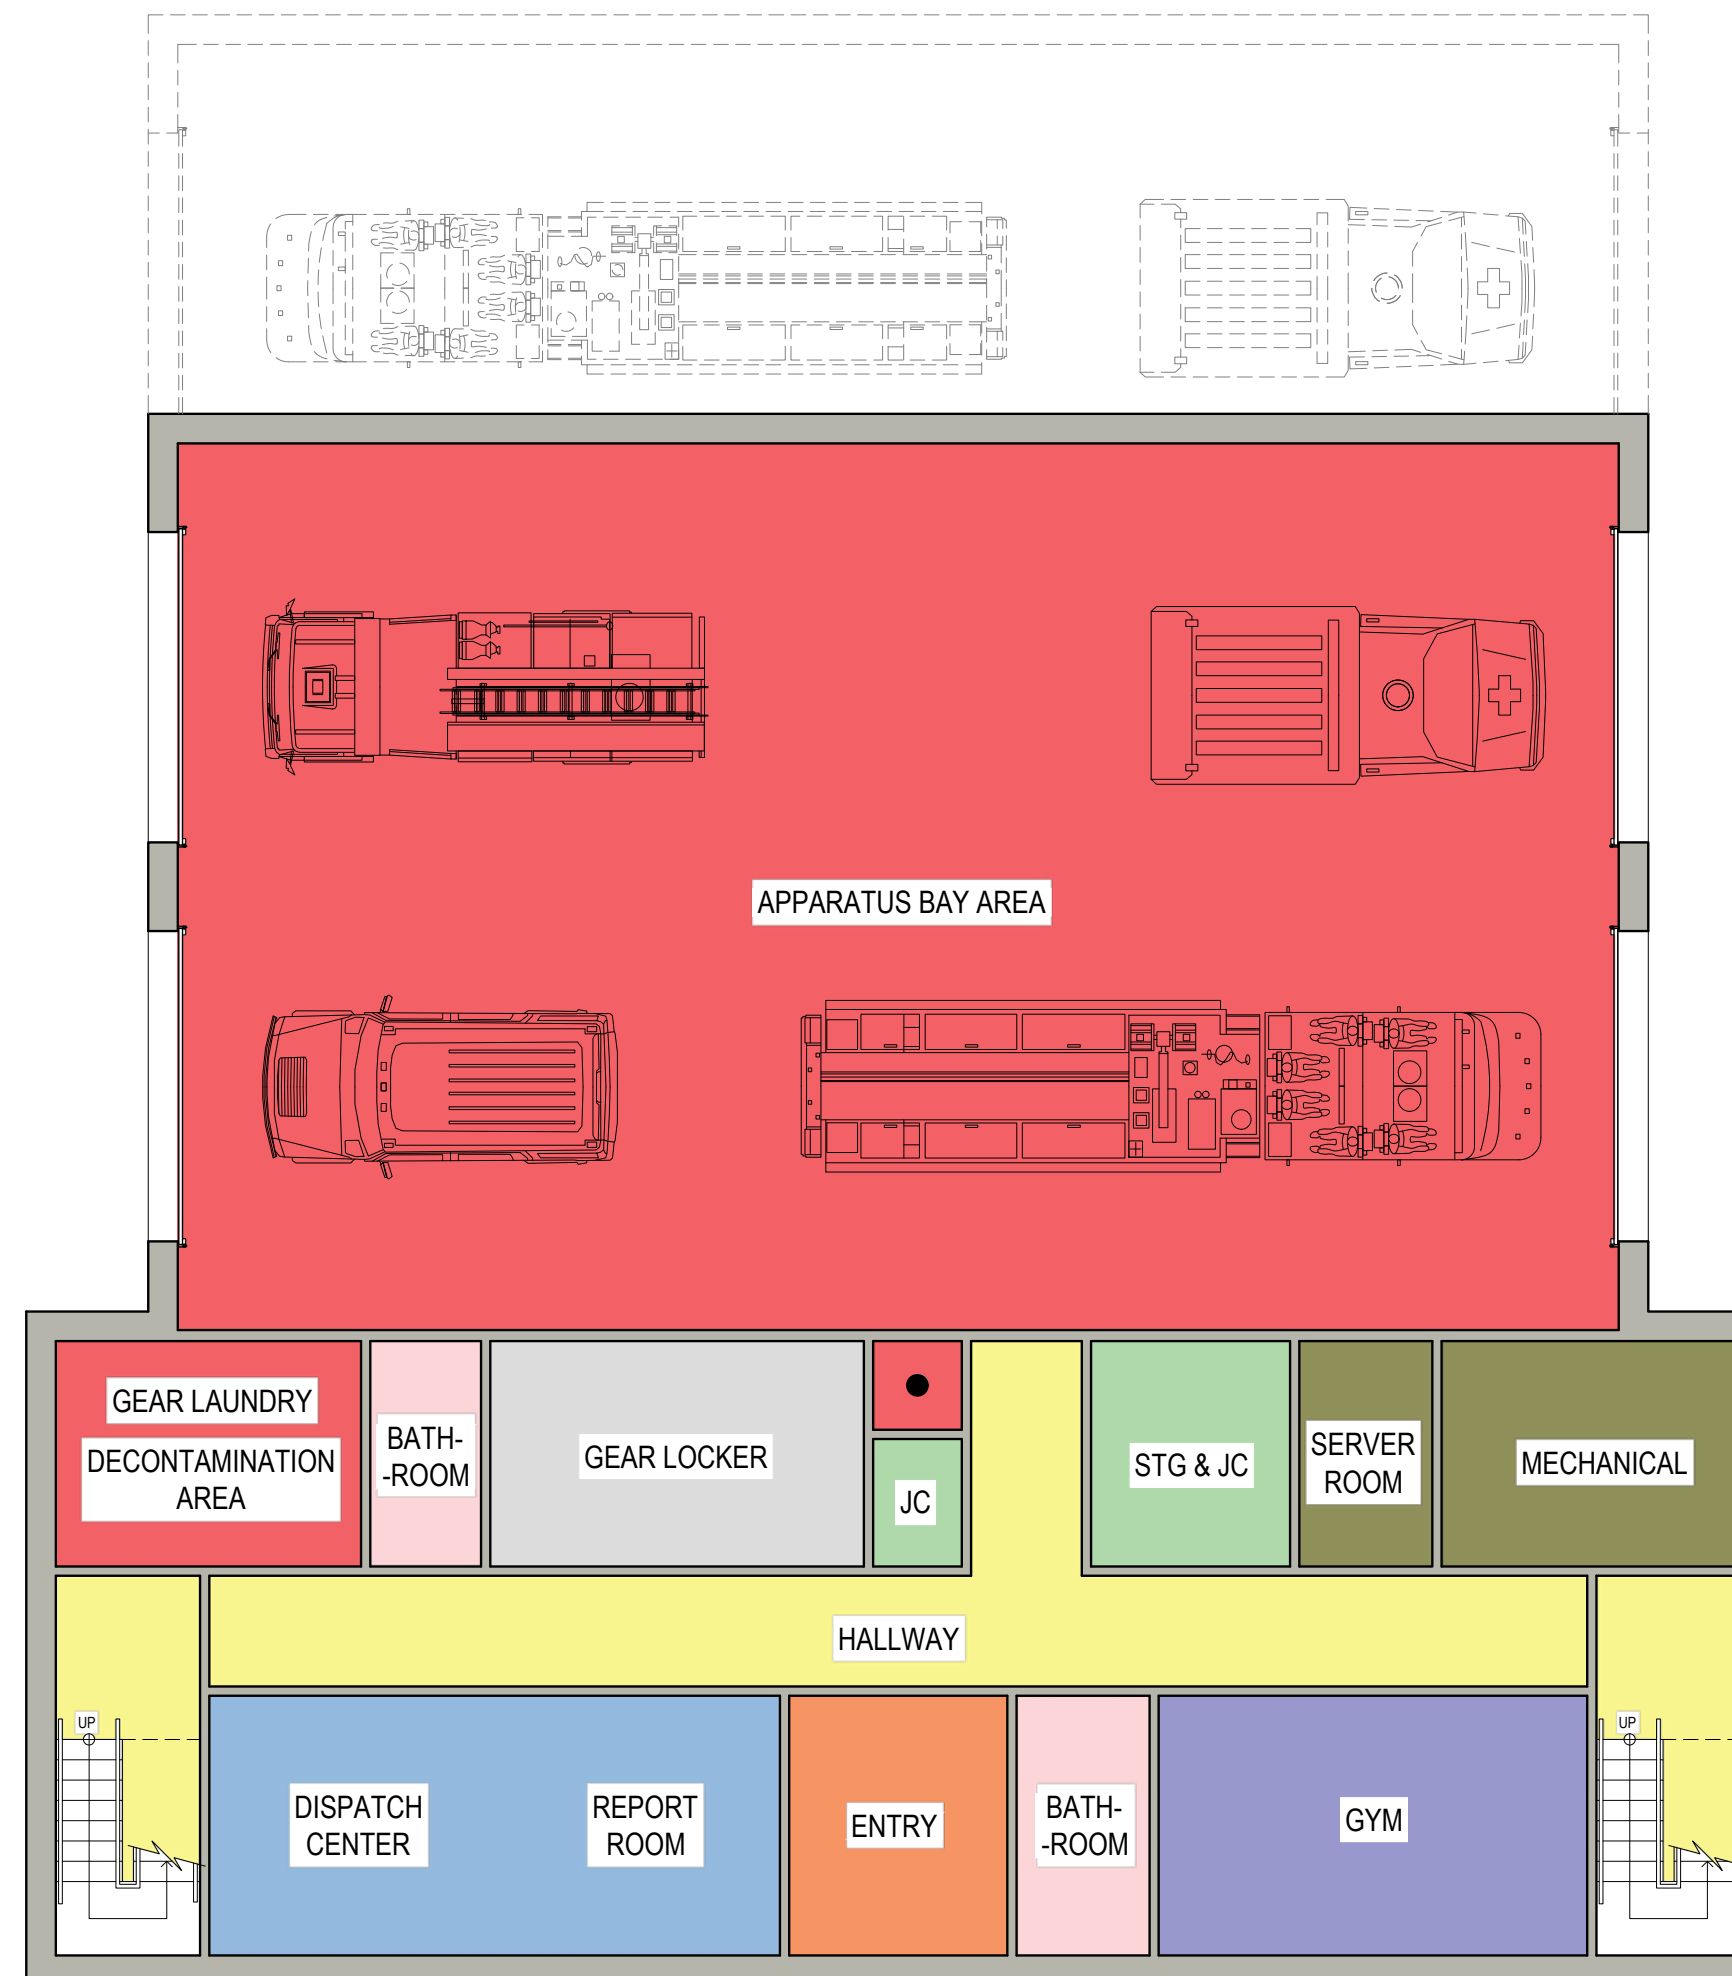 APPARATUS BAY AREA
GEAR LAUNDRY
DECONTAMINATION
AREA
BATH-
-ROOM
GEAR LOCKER
JC
STG & JC
SERVER
ROOM
MECHANICAL
HALLWAY
UP
UP
DISPATCH
CENTER
REPORT
ROOM
ENTRY
BATH-
-ROOM
GYM